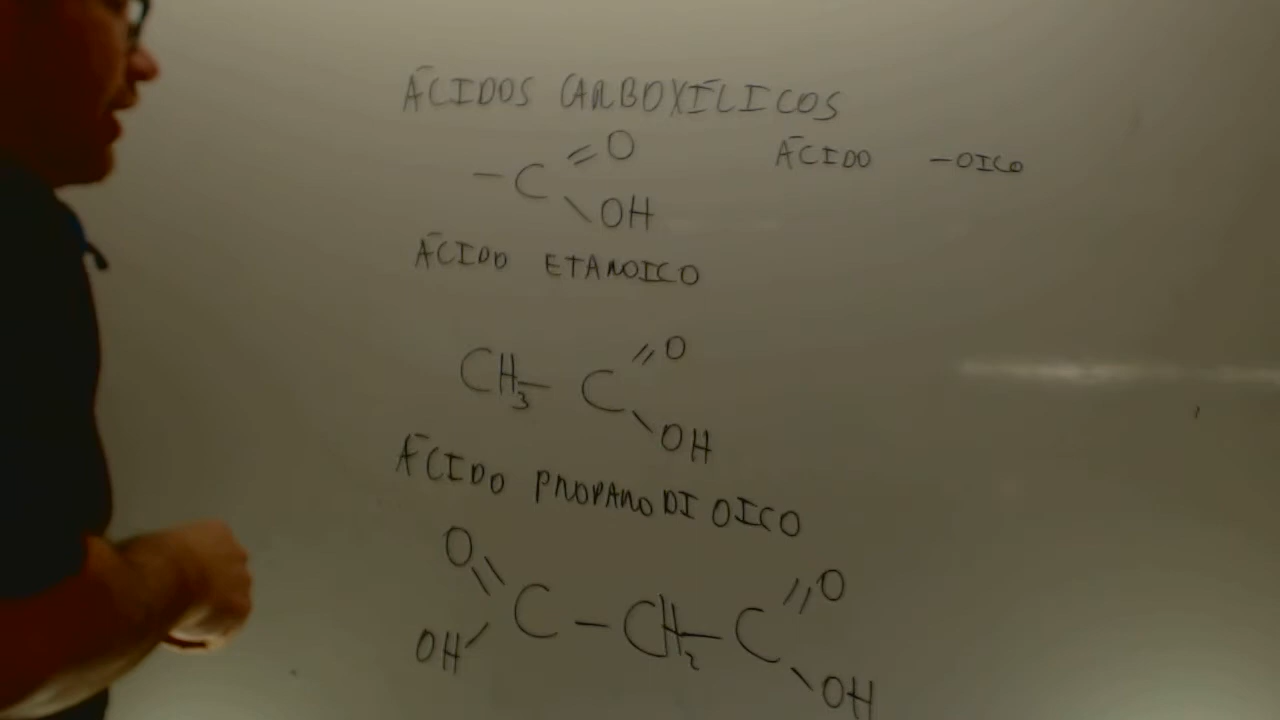 ÁCIDOS CARBOXÍLICOS
- C = O ÁCIDO -OICO
\ OH
ÁCIDO ETANOICO
// O
CH3 - C
\ OH
ÁCIDO PROPANODIOICO
O \\ // O
C - CH2 - C
OH / \ OH